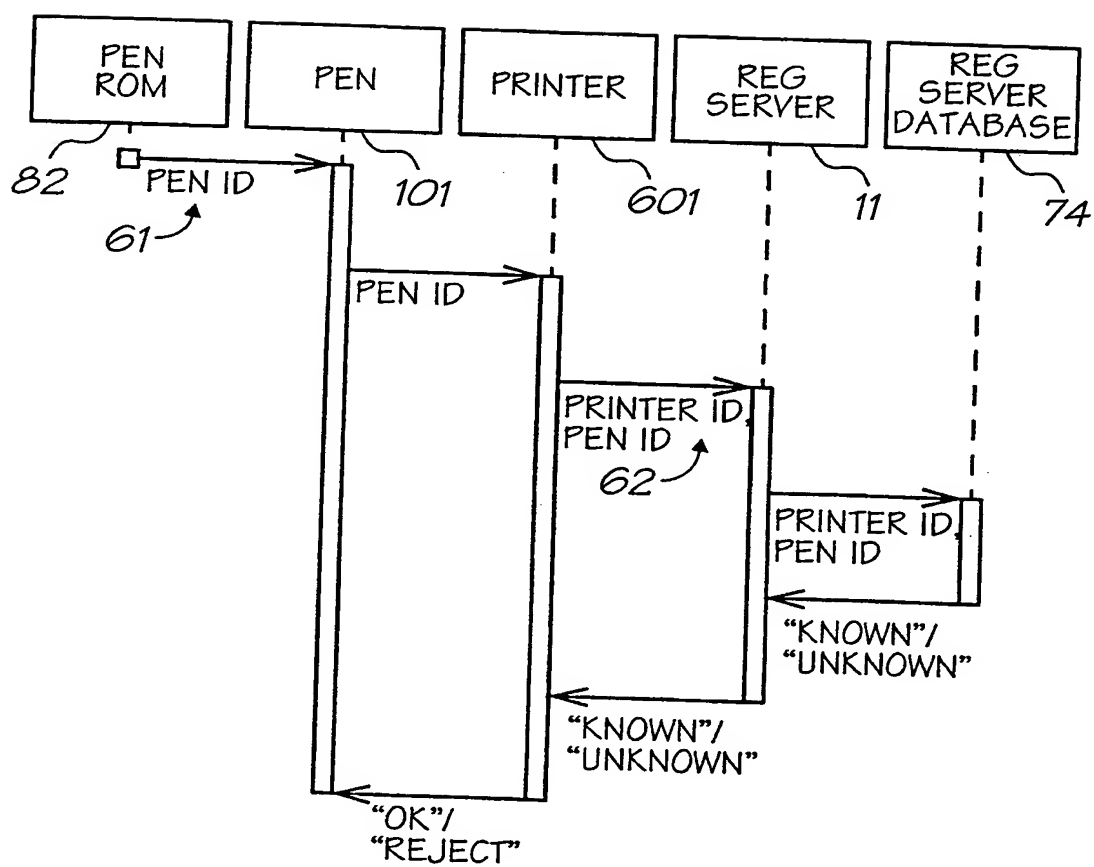 PEN
ROM
PEN
PRINTER
REG
SERVER
REG
SERVER
DATABASE
82
101
601
11
74
PEN ID
61
PEN ID
PRINTER ID,
PEN ID
62
PRINTER ID,
PEN ID
“KNOWN”/
“UNKNOWN”
“KNOWN”/
“UNKNOWN”
“OK”/
“REJECT”